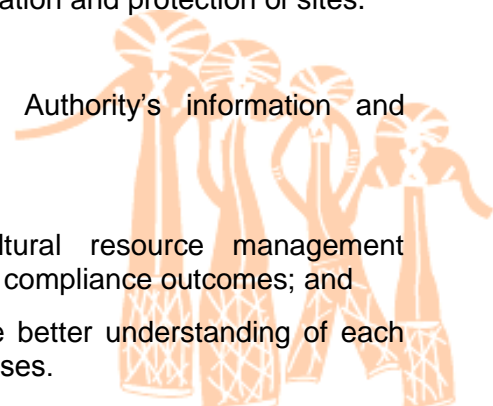 ation and protection of sites.
Authority's information and
ltural resource management
compliance outcomes; and
e better understanding of each
ses.